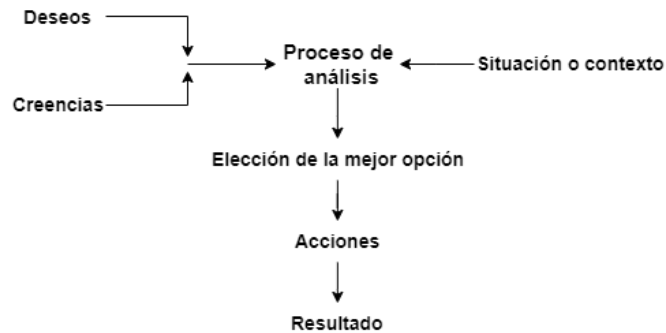 Deseos
Proceso de
análisis
Situación o contexto
Creencias
Elección de la mejor opción
Acciones
Resultado